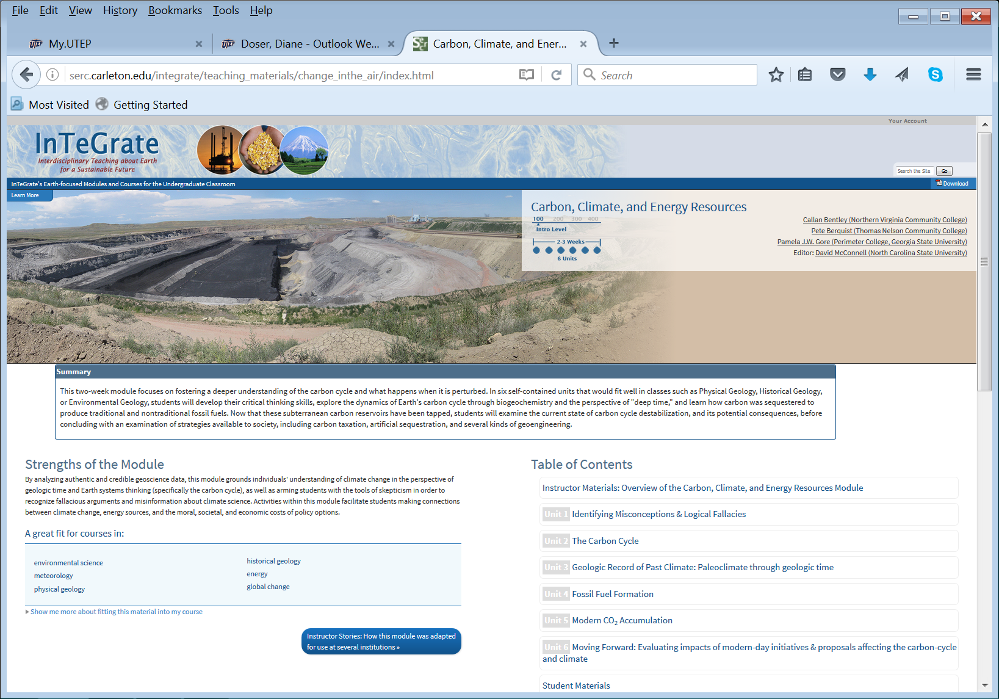 File Edit View History Bookmarks Tools Help
UTEP My.UTEP
UTEP Doser, Diane - Outlook We...
Carbon, Climate, and Ener...
serc.carleton.edu/integrate/teaching_materials/change_inthe_air/index.html
Search
Most Visited Getting Started
Your Account
InTeGrate
Interdisciplinary Teaching about Earth
for a Sustainable Future
Search the Site Go
InTeGrate's Earth-focused Modules and Courses for the Undergraduate Classroom
Download
Learn More
Carbon, Climate, and Energy Resources
100 200 300 400
Intro Level
2-3 Weeks
6 Units
Callan Bentley (Northern Virginia Community College)
Pete Berquist (Thomas Nelson Community College)
Pamela J.W. Gore (Perimeter College, Georgia State University)
Editor: David McConnell (North Carolina State University)
Summary
This two-week module focuses on fostering a deeper understanding of the carbon cycle and what happens when it is perturbed. In six self-contained units that would fit well in classes such as Physical Geology, Historical Geology,
or Environmental Geology, students will develop their critical thinking skills, explore the dynamics of Earth's carbon cycle through biogeochemistry and the perspective of "deep time," and learn how carbon was sequestered to
produce traditional and nontraditional fossil fuels. Now that these subterranean carbon reservoirs have been tapped, students will examine the current state of carbon cycle destabilization, and its potential consequences, before
concluding with an examination of strategies available to society, including carbon taxation, artificial sequestration, and several kinds of geoengineering.
Strengths of the Module
By analyzing authentic and credible geoscience data, this module grounds individuals' understanding of climate change in the perspective of
geologic time and Earth systems thinking (specifically the carbon cycle), as well as arming students with the tools of skepticism in order to
recognize fallacious arguments and misinformation about climate science. Activities within this module facilitate students making connections
between climate change, energy sources, and the moral, societal, and economic costs of policy options.
A great fit for courses in:
environmental science
meteorology
physical geology
historical geology
energy
global change
Show me more about fitting this material into my course
Instructor Stories: How this module was adapted
for use at several institutions »
Table of Contents
Instructor Materials: Overview of the Carbon, Climate, and Energy Resources Module
Unit 1 Identifying Misconceptions & Logical Fallacies
Unit 2 The Carbon Cycle
Unit 3 Geologic Record of Past Climate: Paleoclimate through geologic time
Unit 4 Fossil Fuel Formation
Unit 5 Modern CO2 Accumulation
Unit 6 Moving Forward: Evaluating impacts of modern-day initiatives & proposals affecting the carbon-cycle
and climate
Student Materials